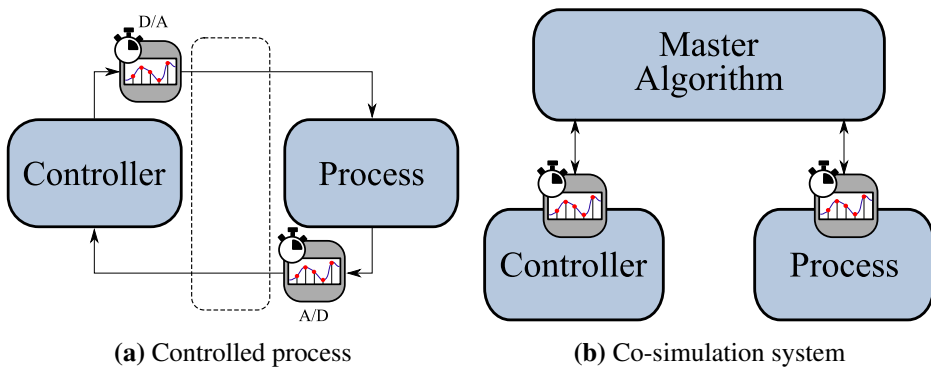 D/A
Controller
Process
A/D
(a) Controlled process
Master
Algorithm
Controller
Process
(b) Co-simulation system